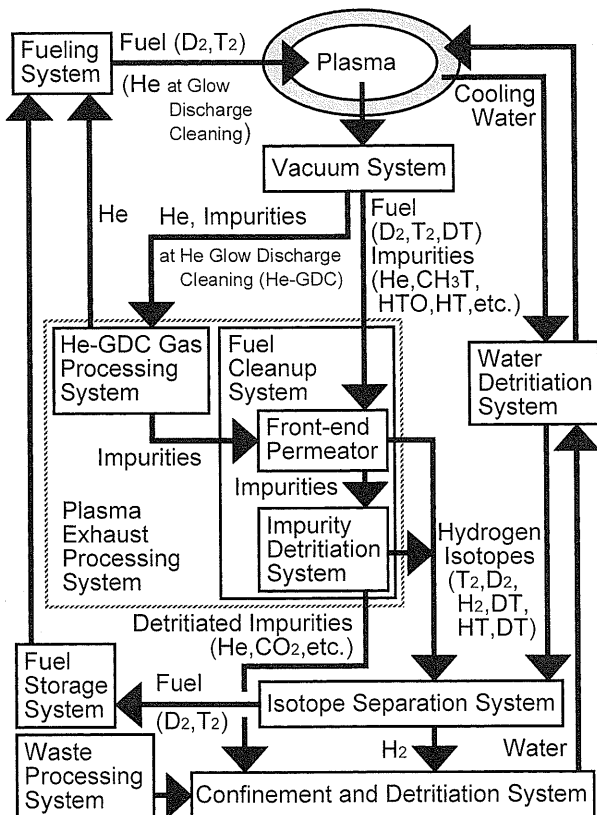 Fueling
System
Fuel (D2,T2)
(He at Glow
Discharge
Cleaning)
Plasma
Cooling
Water
Vacuum System
He
He, Impurities
at He Glow Discharge
Cleaning (He-GDC)
Fuel
(D2,T2,DT)
Impurities
(He,CH3T,
HTO,HT,etc.)
He-GDC Gas
Processing
System
Fuel
Cleanup
System
Water
Detritiation
System
Front-end
Permeator
Impurities
Impurities
Plasma
Exhaust
Processing
System
Impurity
Detritiation
System
Hydrogen
Isotopes
(T2,D2,
H2,DT,
HT,DT)
Detritiated Impurities
(He,CO2,etc.)
Fuel
Storage
System
Fuel
(D2,T2)
Isotope Separation System
H2
Water
Waste
Processing
System
Confinement and Detritiation System